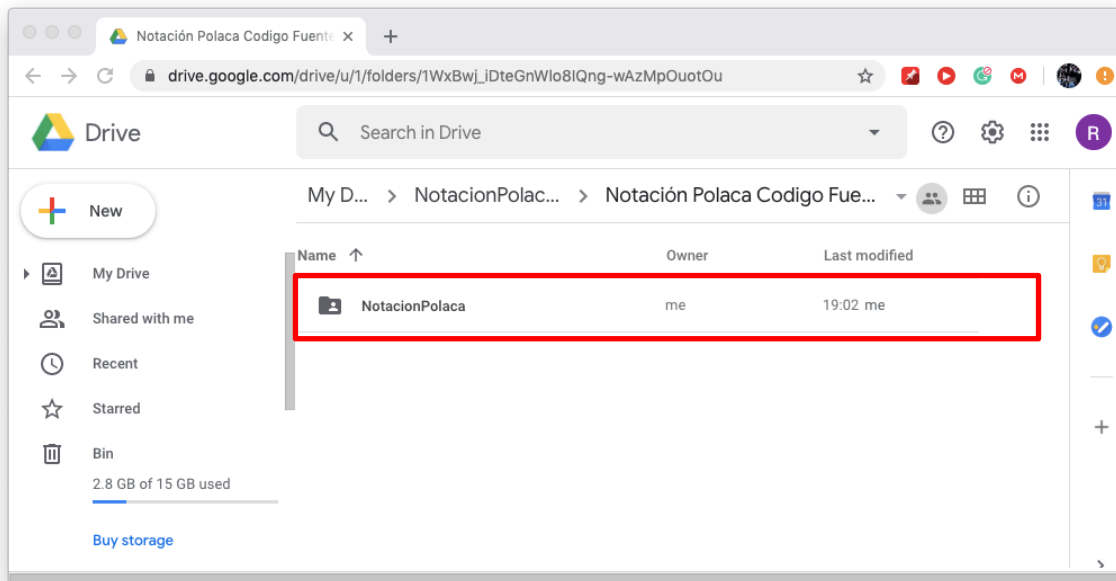 Notación Polaca Codigo Fuente
drive.google.com/drive/u/1/folders/1WxBwj_iDteGnWlo8IQng-wAzMpOuotOu
Drive
Search in Drive
R
New
My D... > NotacionPolac... > Notación Polaca Codigo Fue...
31
Name
Owner
Last modified
My Drive
NotacionPolaca
me
19:02 me
Shared with me
Recent
Starred
Bin
2.8 GB of 15 GB used
Buy storage